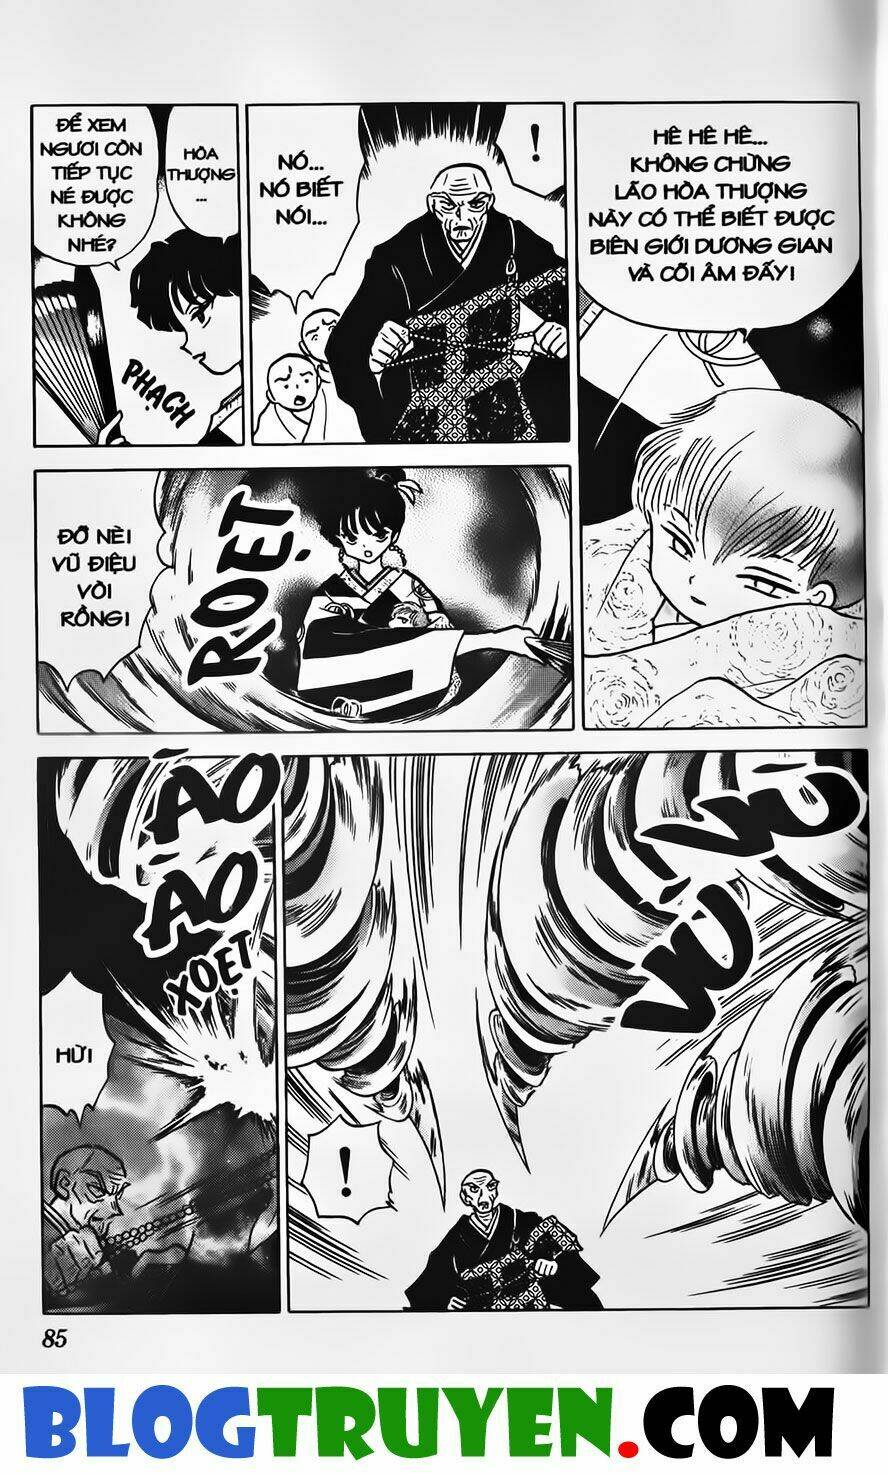 HÊ HÊ HÊ...
KHÔNG CHỪNG
LÃO HÒA THƯỢNG
NÀY CÓ THỂ BIẾT ĐƯỢC
BIÊN GIỚI DƯƠNG GIAN
VÀ CÕI ÂM ĐẤY!
!
NÓ...
NÓ BIẾT
NÓI...
HÒA
THƯỢNG
...
ĐỂ XEM
NGƯƠI CÒN
TIẾP TỤC
NÉ ĐƯỢC
KHÔNG
NHÉ?
PHẠCH
ROẸT
ĐỠ NÈ!
VŨ ĐIỆU
VÒI
RỒNG!
VÙ
VÙ
!!
!
ÀO
ÀO
XOẸT
HỪ!
85
BLOGTRUYEN.COM